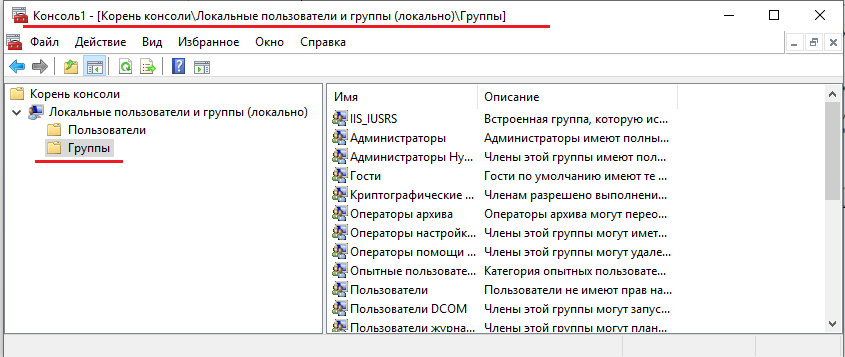 Консоль1 - [Корень консоли\Локальные пользователи и группы (локально)\Группы]
Файл Действие Вид Избранное Окно Справка
Корень консоли
Локальные пользователи и группы (локально)
Пользователи
Группы
Имя Описание
IIS_IUSRS Встроенная группа, которую ис...
Администраторы Администраторы имеют полны...
Администраторы Hy... Члены этой группы имеют пол...
Гости Гости по умолчанию имеют те ...
Криптографические ... Членам разрешено выполнени...
Операторы архива Операторы архива могут перео...
Операторы настройк... Члены этой группы могут имет...
Операторы помощи ... Члены этой группы могут удале...
Опытные пользовате... Категория опытных пользовате...
Пользователи Пользователи не имеют прав на...
Пользователи DCOM Члены этой группы могут запус...
Пользователи журна... Члены этой группы могут план...